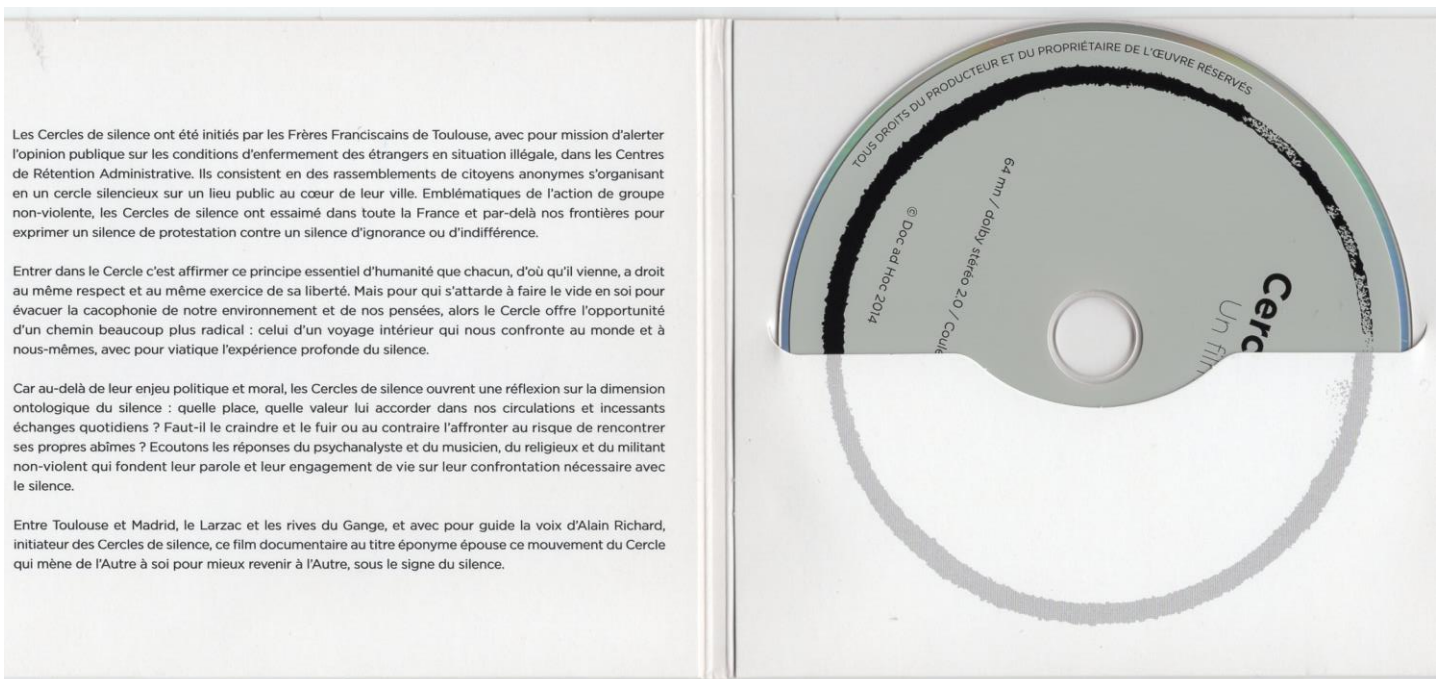 Les Cercles de silence ont été initiés par les Frères Franciscains de Toulouse, avec pour mission d'alerter
l'opinion publique sur les conditions d'enfermement des étrangers en situation illégale, dans les Centres
de Rétention Administrative. Ils consistent en des rassemblements de citoyens anonymes s'organisant
en un cercle silencieux sur un lieu public au cœur de leur ville. Emblématiques de l'action de groupe
non-violente, les Cercles de silence ont essaimé dans toute la France et par-delà nos frontières pour
exprimer un silence de protestation contre un silence d'ignorance ou d'indifférence.
Entrer dans le Cercle c'est affirmer ce principe essentiel d'humanité que chacun, d'où qu'il vienne, a droit
au même respect et au même exercice de sa liberté. Mais pour qui s'attarde à faire le vide en soi pour
évacuer la cacophonie de notre environnement et de nos pensées, alors le Cercle offre l'opportunité
d'un chemin beaucoup plus radical : celui d'un voyage intérieur qui nous confronte au monde et à
nous-mêmes, avec pour viatique l'expérience profonde du silence.
Car au-delà de leur enjeu politique et moral, les Cercles de silence ouvrent une réflexion sur la dimension
ontologique du silence : quelle place, quelle valeur lui accorder dans nos circulations et incessants
échanges quotidiens ? Faut-il le craindre et le fuir ou au contraire l'affronter au risque de rencontrer
ses propres abîmes ? Ecoutons les réponses du psychanalyste et du musicien, du religieux et du militant
non-violent qui fondent leur parole et leur engagement de vie sur leur confrontation nécessaire avec
le silence.
Entre Toulouse et Madrid, le Larzac et les rives du Gange, et avec pour guide la voix d'Alain Richard,
initiateur des Cercles de silence, ce film documentaire au titre éponyme épouse ce mouvement du Cercle
qui mène de l'Autre à soi pour mieux revenir à l'Autre, sous le signe du silence.
TOUS DROITS DU PRODUCTEUR ET DU PROPRIÉTAIRE DE L'ŒUVRE RÉSERVÉS
Cerc
Un film
64 mn / dolby stéréo 2.0 / Coule
© Doc ad Hoc 2014